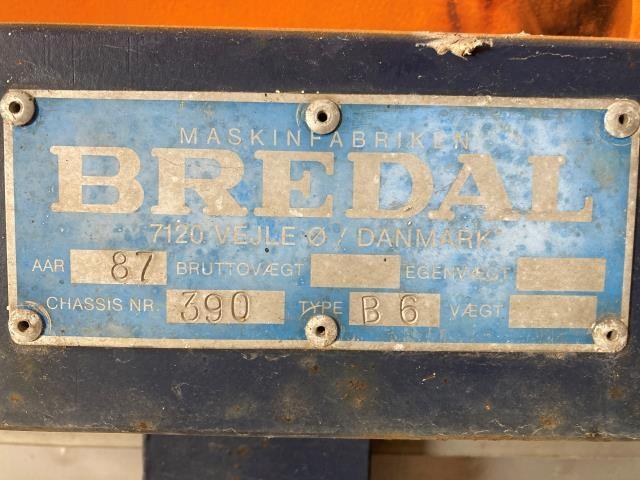 MASKINFABRIKEN
BREDAL
7120 VEJLE Ø / DANMARK
AAR 87 BRUTTOVÆGT EGENVÆGT
CHASSIS NR. 390 TYPE B 6 VÆGT